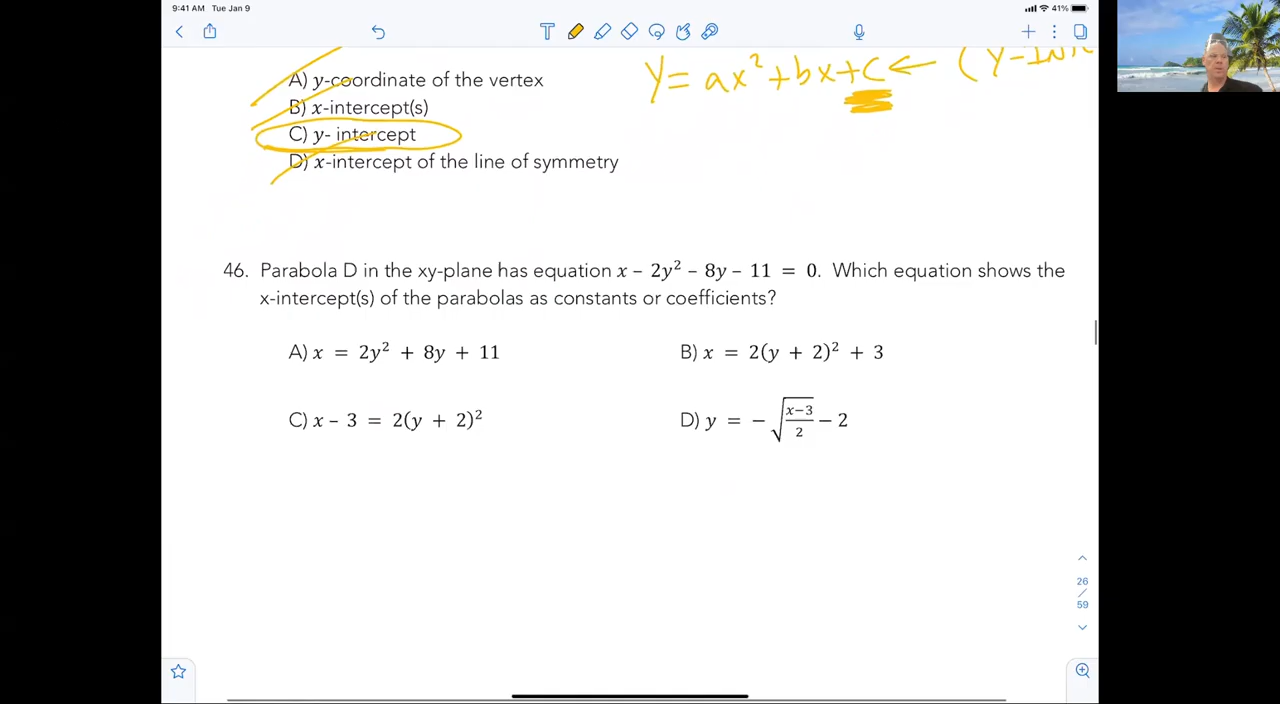 9:41 AM Tue Jan 9
41%
A) y-coordinate of the vertex
y = ax² + bx + c ← (y-int
B) x-intercept(s)
C) y- intercept
D) x-intercept of the line of symmetry
46. Parabola D in the xy-plane has equation x – 2y² – 8y – 11 = 0. Which equation shows the
x-intercept(s) of the parabolas as constants or coefficients?
A) x = 2y² + 8y + 11
B) x = 2(y + 2)² + 3
C) x – 3 = 2(y + 2)²
D) y = –√((x–3)/2) – 2
26
/
59